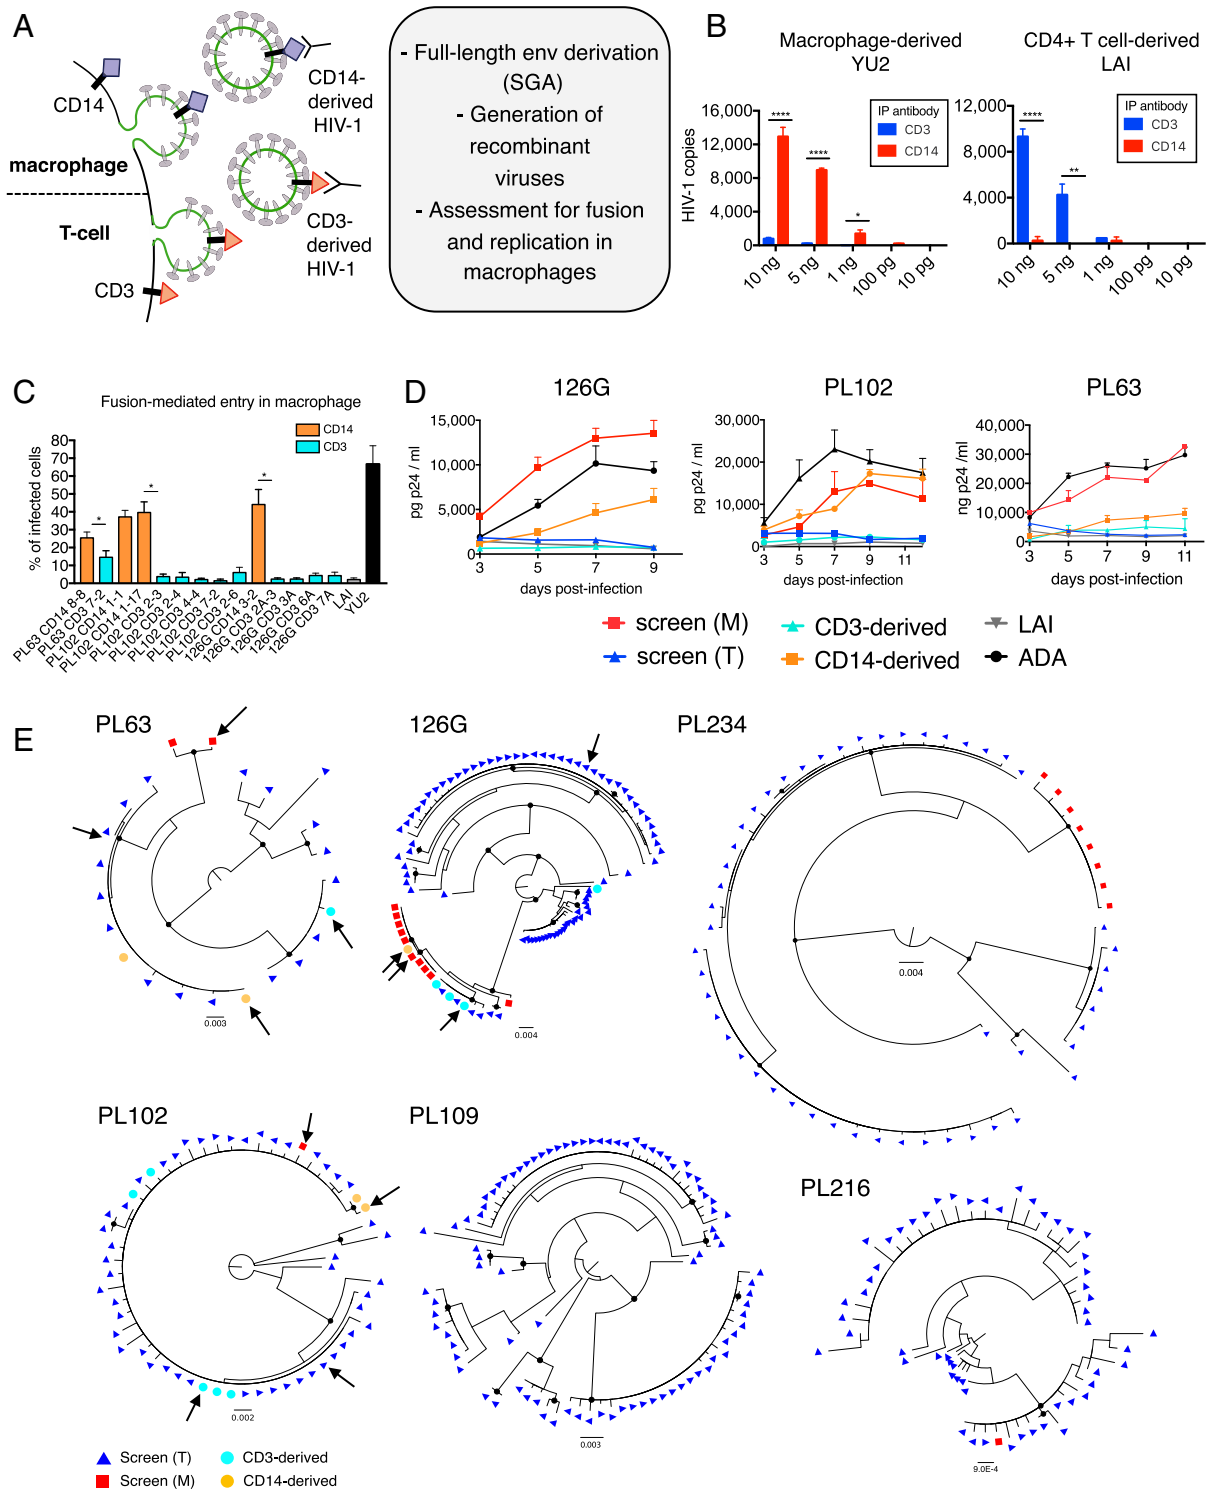 A
CD14
macrophage
T-cell
CD3
CD14-
derived
HIV-1
CD3-
derived
HIV-1
- Full-length env derivation
(SGA)
- Generation of
recombinant
viruses
- Assessment for fusion
and replication in
macrophages
B
Macrophage-derived
YU2
HIV-1 copies
16,000
12,000
8,000
4,000
0
****
****
*
IP antibody
CD3
CD14
10 ng
5 ng
1 ng
100 pg
10 pg
CD4+ T cell-derived
LAI
12,000
8,000
4,000
0
****
**
IP antibody
CD3
CD14
10 ng
5 ng
1 ng
100 pg
10 pg
C
Fusion-mediated entry in macrophage
CD14
CD3
% of infected cells
80
70
60
50
40
30
20
10
0
*
*
*
PL63 CD14 8-8
PL63 CD3 7-2
PL102 CD14 1-1
PL102 CD14 1-17
PL102 CD3 2-3
PL102 CD3 2-4
PL102 CD3 4-4
PL102 CD3 7-2
PL102 CD3 2-6
126G CD14 3-2
126G CD3 2A-3
126G CD3 3A
126G CD3 6A
126G CD3 7A
LAI
YU2
D
126G
pg p24 / ml
15,000
10,000
5,000
0
3 5 7 9
days post-infection
PL102
pg p24 / ml
30,000
20,000
10,000
0
3 5 7 9 11
days post-infection
PL63
ng p24 /ml
40,000
30,000
20,000
10,000
0
3 5 7 9 11
days post-infection
screen (M)
CD3-derived
LAI
screen (T)
CD14-derived
ADA
E
PL63
0.003
126G
0.004
PL234
0.004
PL102
0.002
PL109
0.003
PL216
9.0E-4
Screen (T)
CD3-derived
Screen (M)
CD14-derived